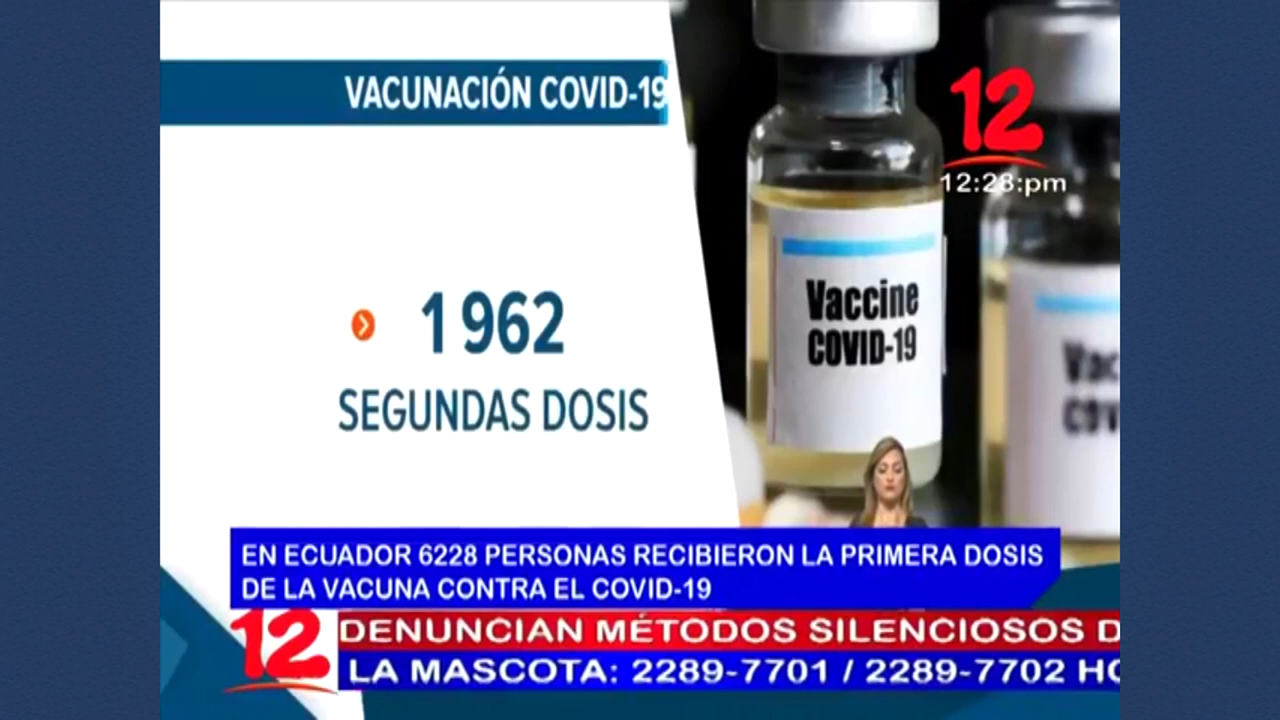 VACUNACIÓN COVID-19
12
12:28:pm
Vaccine
COVID-19
1 962
SEGUNDAS DOSIS
EN ECUADOR 6228 PERSONAS RECIBIERON LA PRIMERA DOSIS
DE LA VACUNA CONTRA EL COVID-19
12
DENUNCIAN MÉTODOS SILENCIOSOS
LA MASCOTA: 2289-7701 / 2289-7702